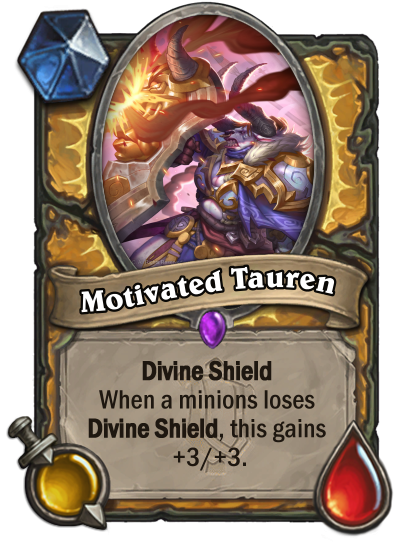 Motivated Tauren
Divine Shield
When a minions loses
Divine Shield, this gains
+3/+3.